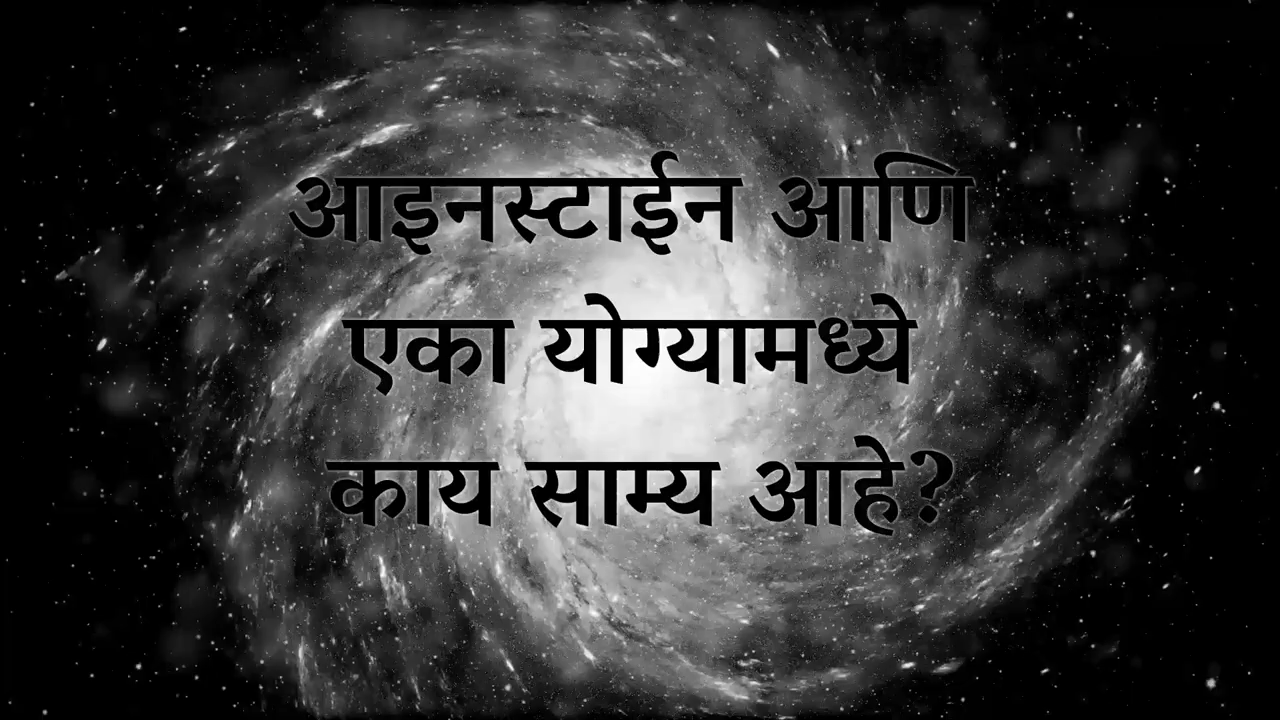 आइनस्टाईन आणि
एका योग्यामध्ये
काय साम्य आहे?